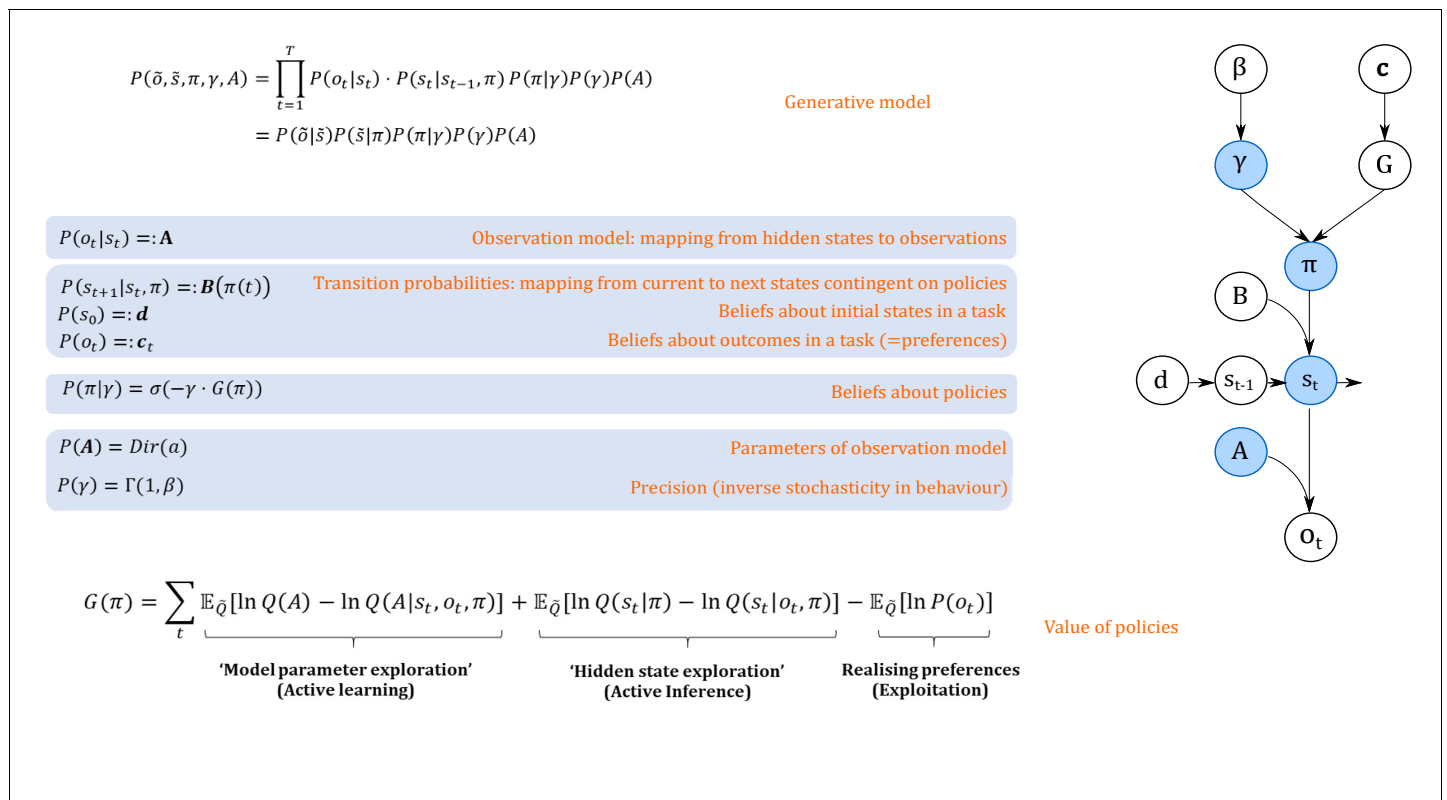 P(õ, s̃, π, γ, A) = ∏_{t=1}^{T} P(o_t|s_t) · P(s_t|s_{t−1}, π) P(π|γ)P(γ)P(A)
Generative model
= P(õ|s̃)P(s̃|π)P(π|γ)P(γ)P(A)
P(o_t|s_t) =: A Observation model: mapping from hidden states to observations
P(s_{t+1}|s_t, π) =: B(π(t)) Transition probabilities: mapping from current to next states contingent on policies
P(s_0) =: d Beliefs about initial states in a task
P(o_t) =: c_t Beliefs about outcomes in a task (=preferences)
P(π|γ) = σ(−γ · G(π)) Beliefs about policies
P(A) = Dir(a) Parameters of observation model
P(γ) = Γ(1, β) Precision (inverse stochasticity in behaviour)
G(π) = ∑_t 𝔼_Q̃[ln Q(A) − ln Q(A|s_t, o_t, π)] + 𝔼_Q̃[ln Q(s_t|π) − ln Q(s_t|o_t, π)] − 𝔼_Q̃[ln P(o_t)]
Value of policies
'Model parameter exploration' 'Hidden state exploration' Realising preferences
(Active learning) (Active Inference) (Exploitation)
β c
γ G
π
B
d s_{t-1} s_t
A
o_t